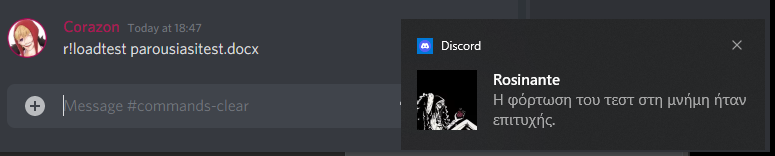 Corazon Today at 18:47
r!loadtest parousiasitest.docx
Message #commands-clear
Discord
Rosinante
Η φόρτωση του τεστ στη μνήμη ήταν
επιτυχής.